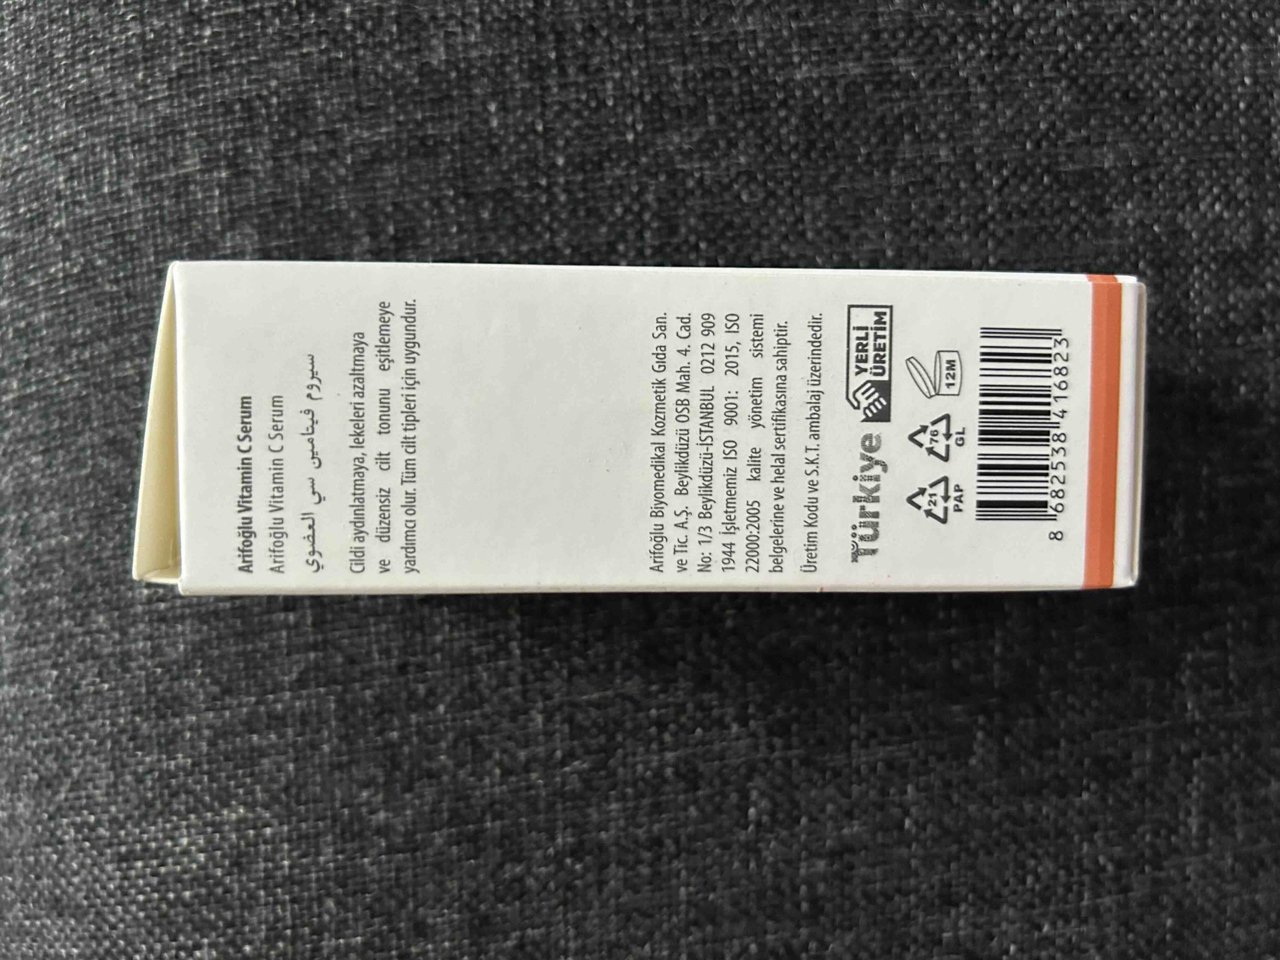 Arifoğlu Vitamin C Serum
Arifoğlu Vitamin C Serum
سيروم فيتامين سي العضوي
Cildi aydınlatmaya, lekeleri azaltmaya
ve düzensiz cilt tonunu eşitlemeye
yardımcı olur. Tüm cilt tipleri için uygundur.
Arifoğlu Biyomedikal Kozmetik Gıda San.
ve Tic. A.Ş. Beylikdüzü OSB Mah. 4. Cad.
No: 1/3 Beylikdüzü-İSTANBUL 0212 909
1944 İşletmemiz ISO 9001: 2015, ISO
22000:2005 kalite yönetim sistemi
belgelerine ve helal sertifikasına sahiptir.
Üretim Kodu ve S.K.T. ambalaj üzerindedir.
Türkiye
YERLİ
ÜRETİM
21
PAP
76
GL
12M
8 682538 416823